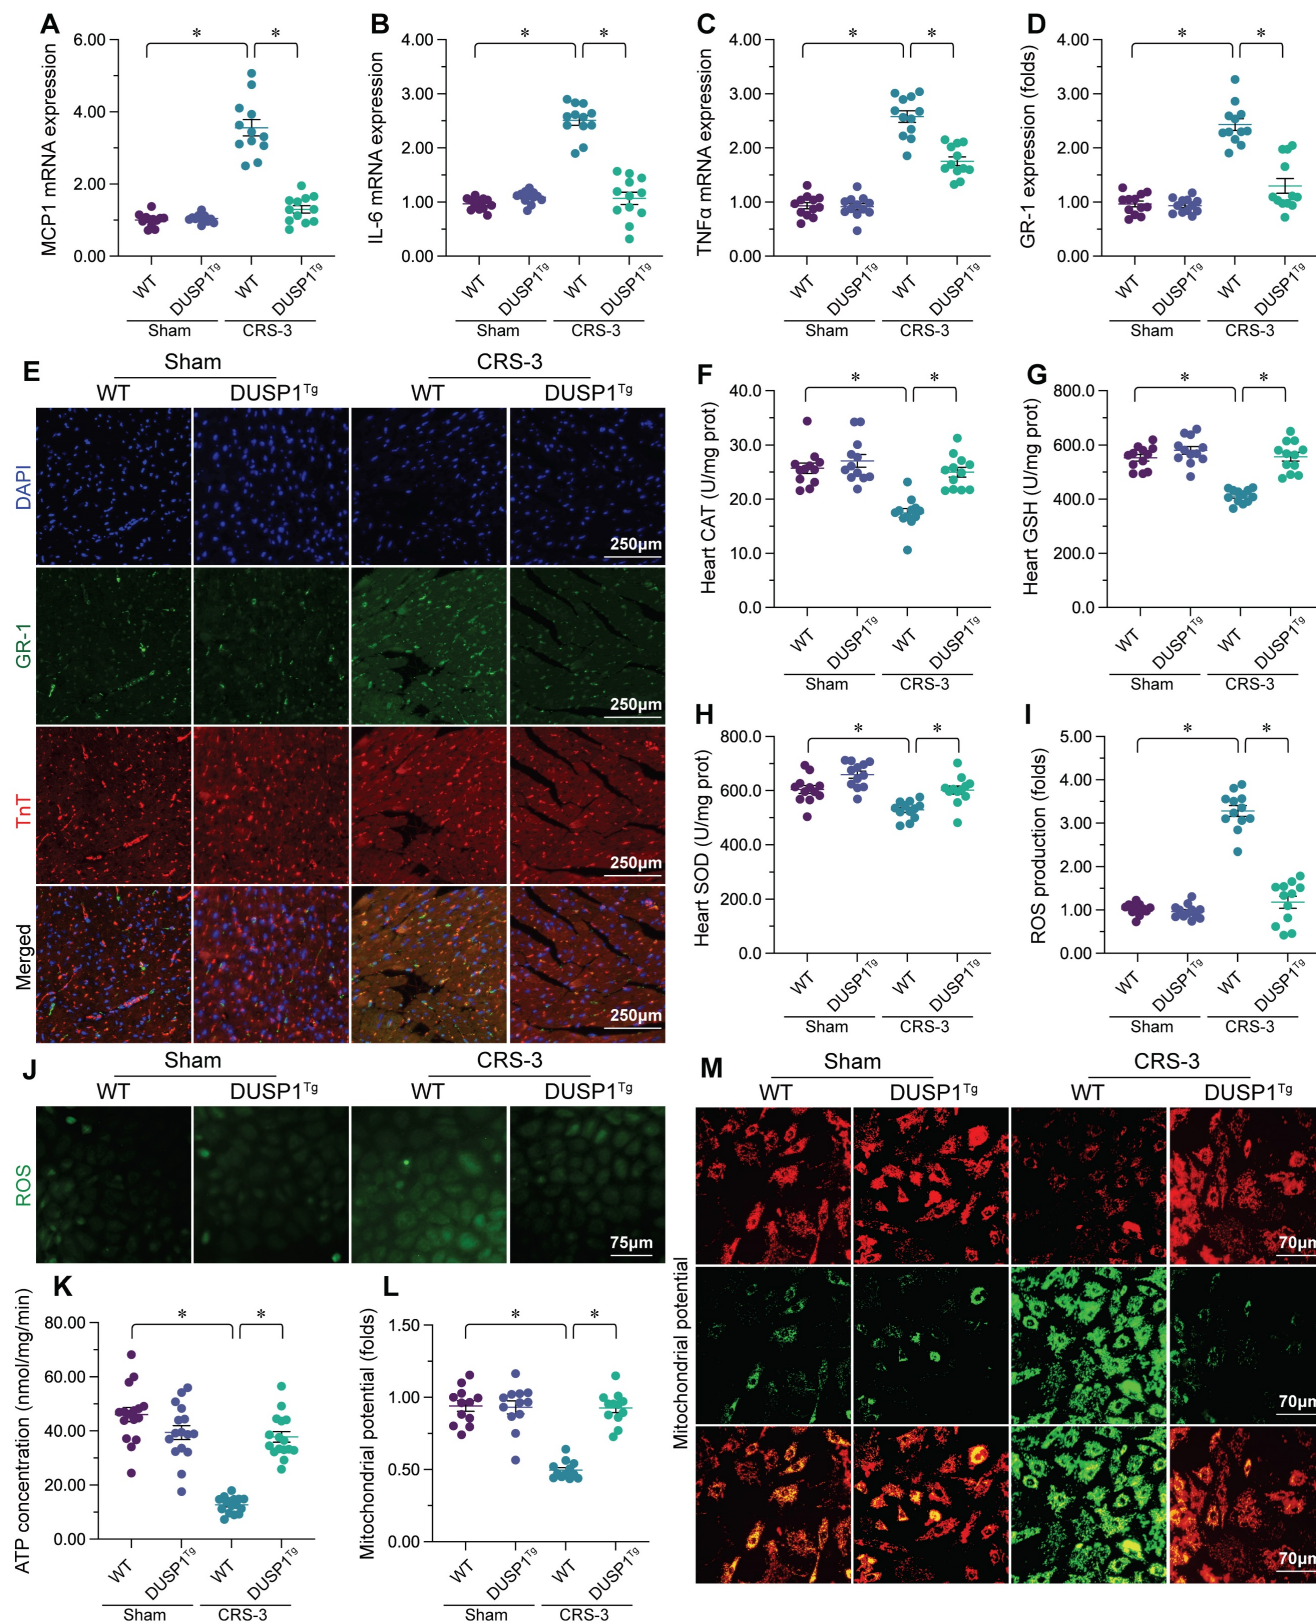 A
MCP1 mRNA expression
6.00
4.00
2.00
0.00
*
*
WT
DUSP1Tg
WT
DUSP1Tg
Sham
CRS-3
B
IL-6 mRNA expression
4.00
3.00
2.00
1.00
0.00
*
*
WT
DUSP1Tg
WT
DUSP1Tg
Sham
CRS-3
C
TNFα mRNA expression
4.00
3.00
2.00
1.00
0.00
*
*
WT
DUSP1Tg
WT
DUSP1Tg
Sham
CRS-3
D
GR-1 expression (folds)
4.00
3.00
2.00
1.00
0.00
*
*
WT
DUSP1Tg
WT
DUSP1Tg
Sham
CRS-3
E
Sham
CRS-3
WT
DUSP1Tg
WT
DUSP1Tg
DAPI
250μm
GR-1
250μm
TnT
250μm
Merged
250μm
F
Heart CAT (U/mg prot)
40.0
30.0
20.0
10.0
0.0
*
*
WT
DUSP1Tg
WT
DUSP1Tg
Sham
CRS-3
G
Heart GSH (U/mg prot)
800.0
600.0
400.0
200.0
0.0
*
*
WT
DUSP1Tg
WT
DUSP1Tg
Sham
CRS-3
H
Heart SOD (U/mg prot)
800.0
600.0
400.0
200.0
0.0
*
*
WT
DUSP1Tg
WT
DUSP1Tg
Sham
CRS-3
I
ROS production (folds)
5.00
4.00
3.00
2.00
1.00
0.00
*
*
WT
DUSP1Tg
WT
DUSP1Tg
Sham
CRS-3
J
Sham
CRS-3
WT
DUSP1Tg
WT
DUSP1Tg
ROS
75μm
K
ATP concentration (nmol/mg/min)
80.00
60.00
40.00
20.00
0.00
*
*
WT
DUSP1Tg
WT
DUSP1Tg
Sham
CRS-3
L
Mitochondrial potential (folds)
1.50
1.00
0.50
0.00
*
*
WT
DUSP1Tg
WT
DUSP1Tg
Sham
CRS-3
M
Sham
CRS-3
WT
DUSP1Tg
WT
DUSP1Tg
Mitochondrial potential
70μm
70μm
70μm